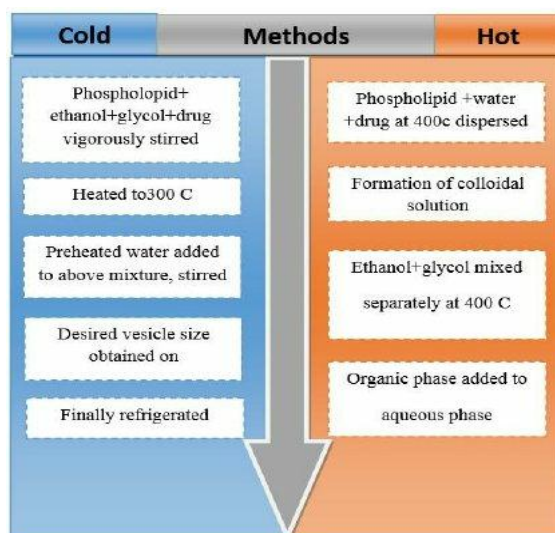 Cold
Methods
Hot
Phospholopid+
ethanol+glycol+drug
vigorously stirred
Heated to300 C
Preheated water added
to above mixture, stirred
Desired vesicle size
obtained on
Finally refrigerated
Phospholipid +water
+drug at 400c dispersed
Formation of colloidal
solution
Ethanol+glycol mixed
separately at 400 C
Organic phase added to
aqueous phase